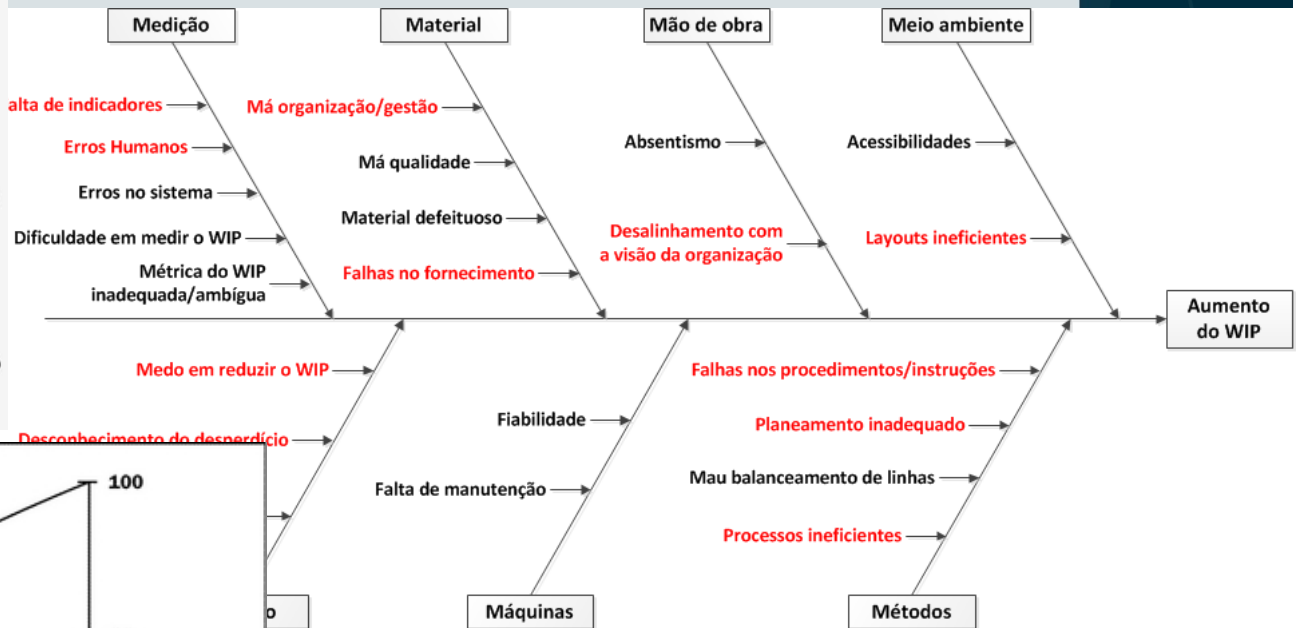 Medição
Material
Mão de obra
Meio ambiente
alta de indicadores
Erros Humanos
Erros no sistema
Dificuldade em medir o WIP
Métrica do WIP
inadequada/ambígua
Má organização/gestão
Má qualidade
Material defeituoso
Falhas no fornecimento
Absentismo
Desalinhamento com
a visão da organização
Acessibilidades
Layouts ineficientes
Aumento
do WIP
Medo em reduzir o WIP
Desconhecimento do desperdício
Fiabilidade
Falta de manutenção
Falhas nos procedimentos/instruções
Planeamento inadequado
Mau balanceamento de linhas
Processos ineficientes
100
o
Máquinas
Métodos